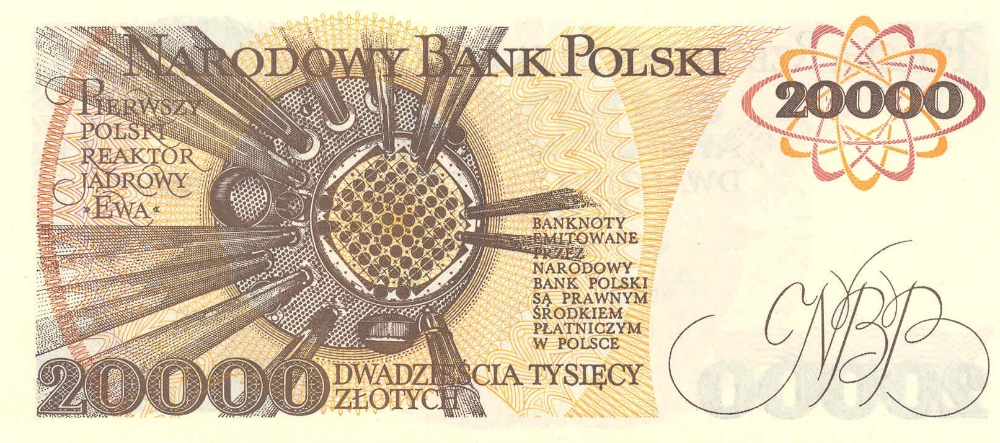 NARODOWY BANK POLSKI
20000
PIERWSZY
POLSKI
REAKTOR
JĄDROWY
»EWA«
BANKNOTY
EMITOWANE
PRZEZ
NARODOWY
BANK POLSKI
SĄ PRAWNYM
ŚRODKIEM
PŁATNICZYM
W POLSCE
NBP
20000
DWADZIEŚCIA TYSIĘCY
ZŁOTYCH